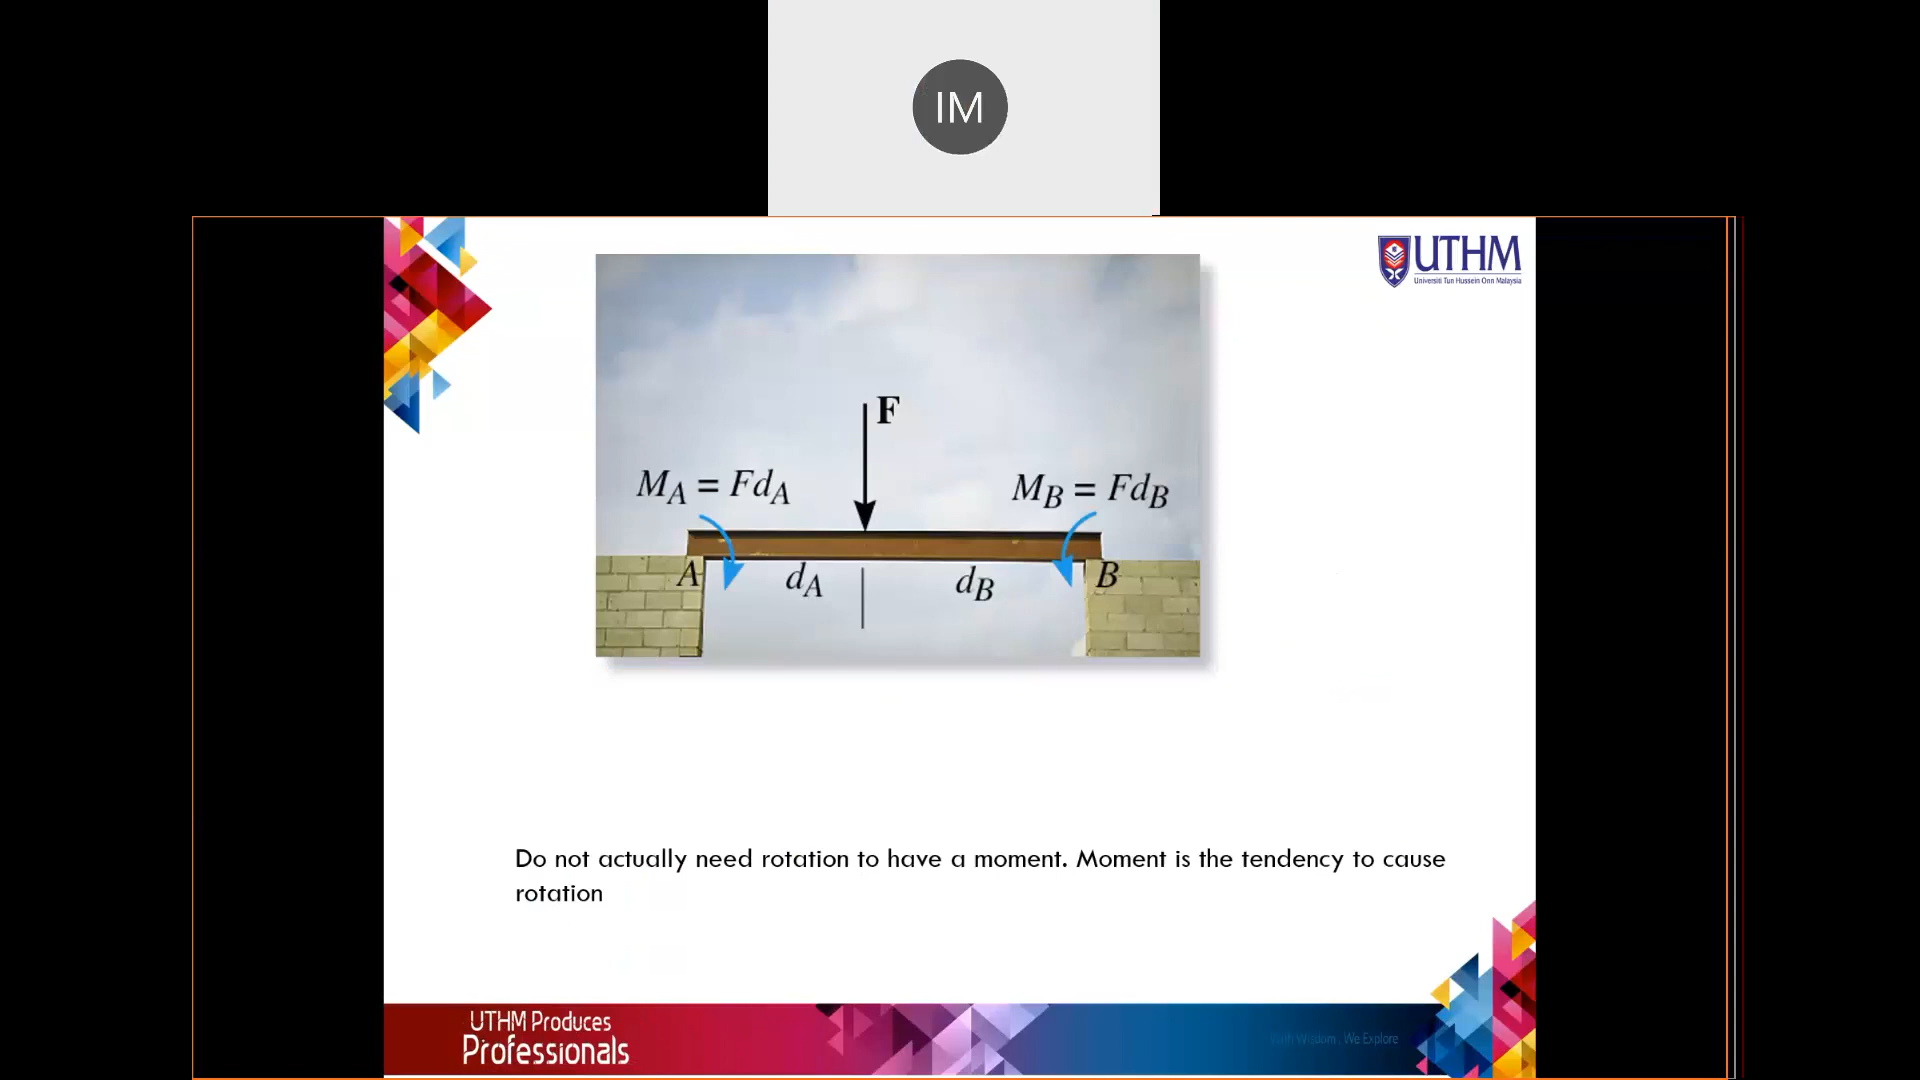 IM
UTHM
Universiti Tun Hussein Onn Malaysia
F
M_A = Fd_A
M_B = Fd_B
A
d_A
d_B
B
Do not actually need rotation to have a moment. Moment is the tendency to cause
rotation
UTHM Produces
Professionals
With Wisdom , We Explore